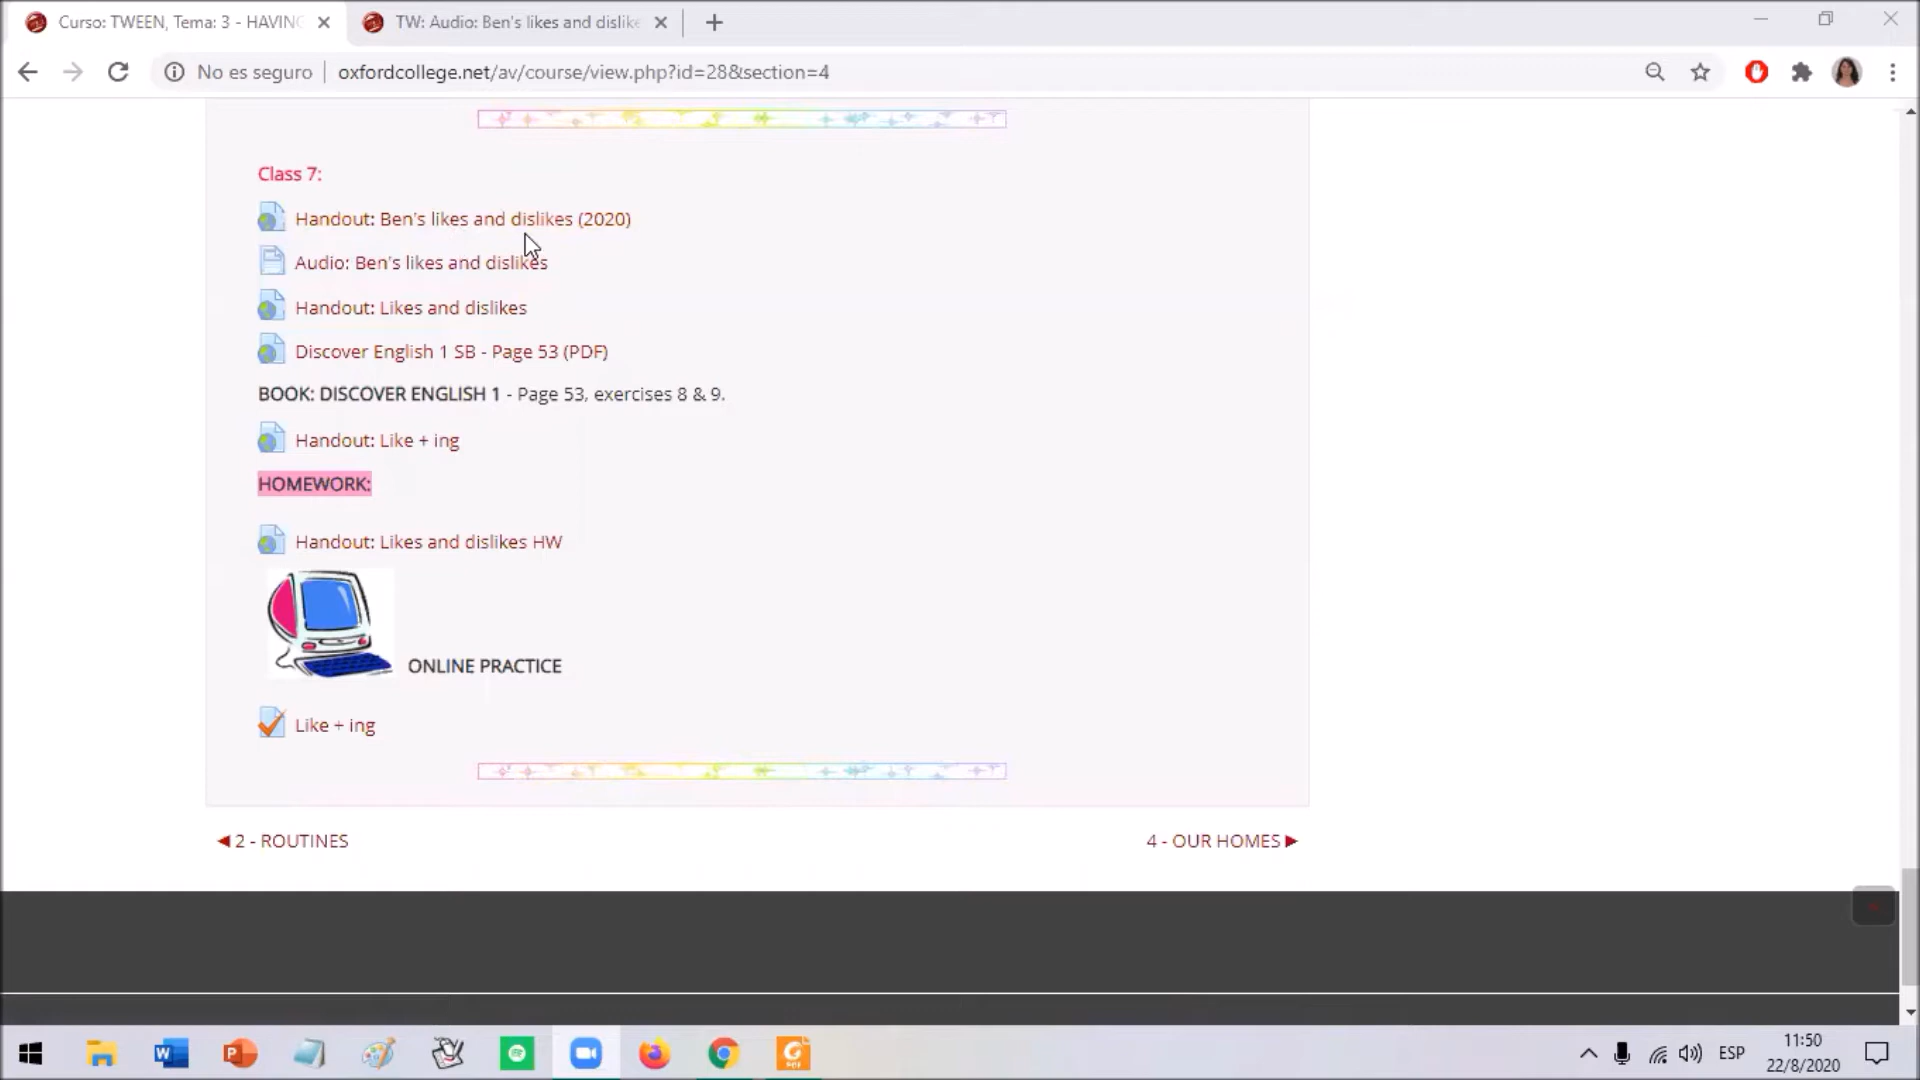 Curso: TWEEN, Tema: 3 - HAVING
TW: Audio: Ben's likes and dislike
No es seguro
oxfordcollege.net/av/course/view.php?id=28&section=4
Class 7:
Handout: Ben's likes and dislikes (2020)
Audio: Ben's likes and dislikes
Handout: Likes and dislikes
Discover English 1 SB - Page 53 (PDF)
BOOK: DISCOVER ENGLISH 1 - Page 53, exercises 8 & 9.
Handout: Like + ing
HOMEWORK:
Handout: Likes and dislikes HW
ONLINE PRACTICE
Like + ing
◀ 2 - ROUTINES
4 - OUR HOMES ▶
ESP
11:50
22/8/2020